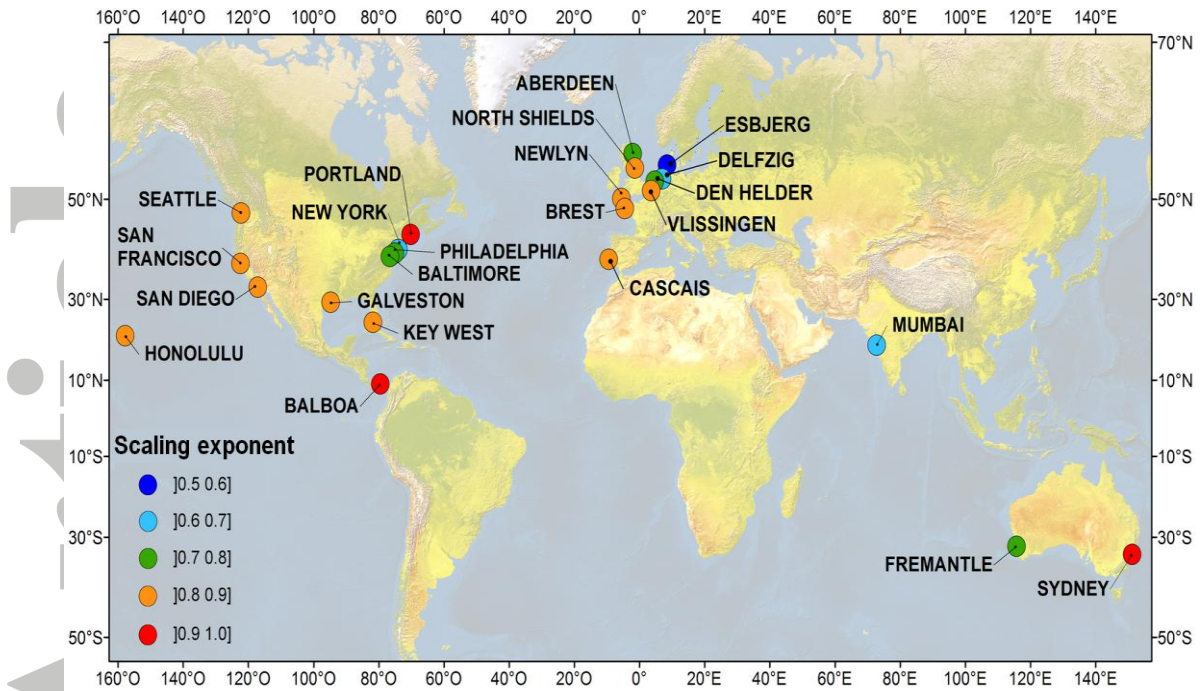 160°O 140°O 120°O 100°O 80°O 60°O 40°O 20°O 0° 20°E 40°E 60°E 80°E 100°E 120°E 140°E
70°N
ABERDEEN
NORTH SHIELDS
ESBJERG
NEWLYN
DELFZIG
PORTLAND
DEN HELDER
50°N
SEATTLE
50°N
NEW YORK
BREST
VLISSINGEN
SAN
FRANCISCO
PHILADELPHIA
BALTIMORE
CASCAIS
30°N
SAN DIEGO
GALVESTON
30°N
KEY WEST
MUMBAI
HONOLULU
10°N
10°N
BALBOA
Scaling exponent
10°S
10°S
]0.5 0.6]
]0.6 0.7]
30°S
30°S
]0.7 0.8]
FREMANTLE
SYDNEY
]0.8 0.9]
]0.9 1.0]
50°S
50°S
160°O 140°O 120°O 100°O 80°O 60°O 40°O 20°O 0° 20°E 40°E 60°E 80°E 100°E 120°E 140°E